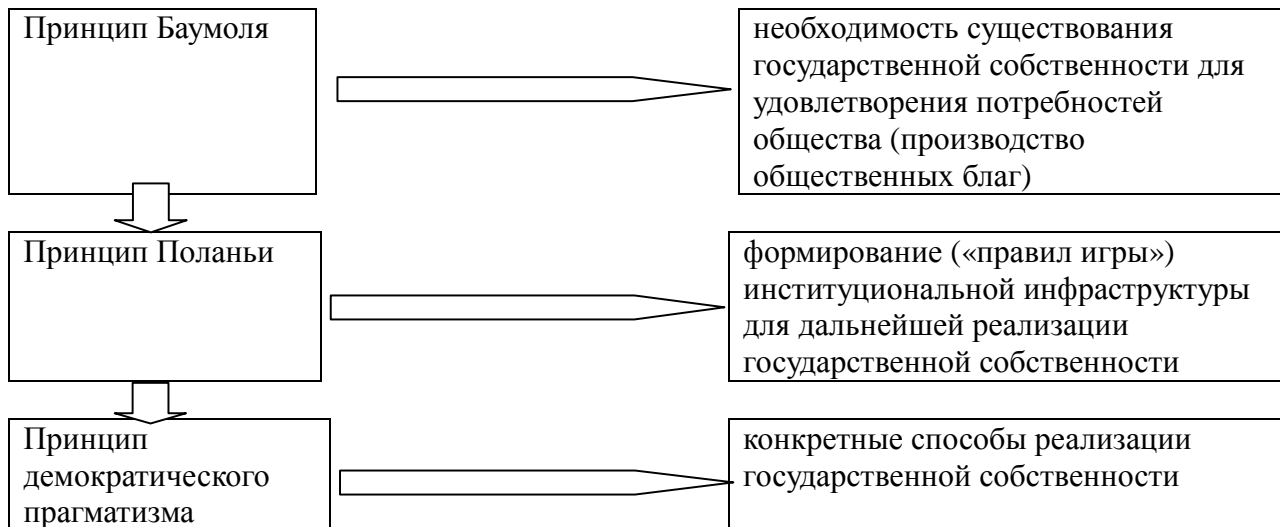 Принцип Баумоля
необходимость существования
государственной собственности для
удовлетворения потребностей
общества (производство
общественных благ)
Принцип Поланьи
формирование («правил игры»)
институциональной инфраструктуры
для дальнейшей реализации
государственной собственности
Принцип
демократического
прагматизма
конкретные способы реализации
государственной собственности